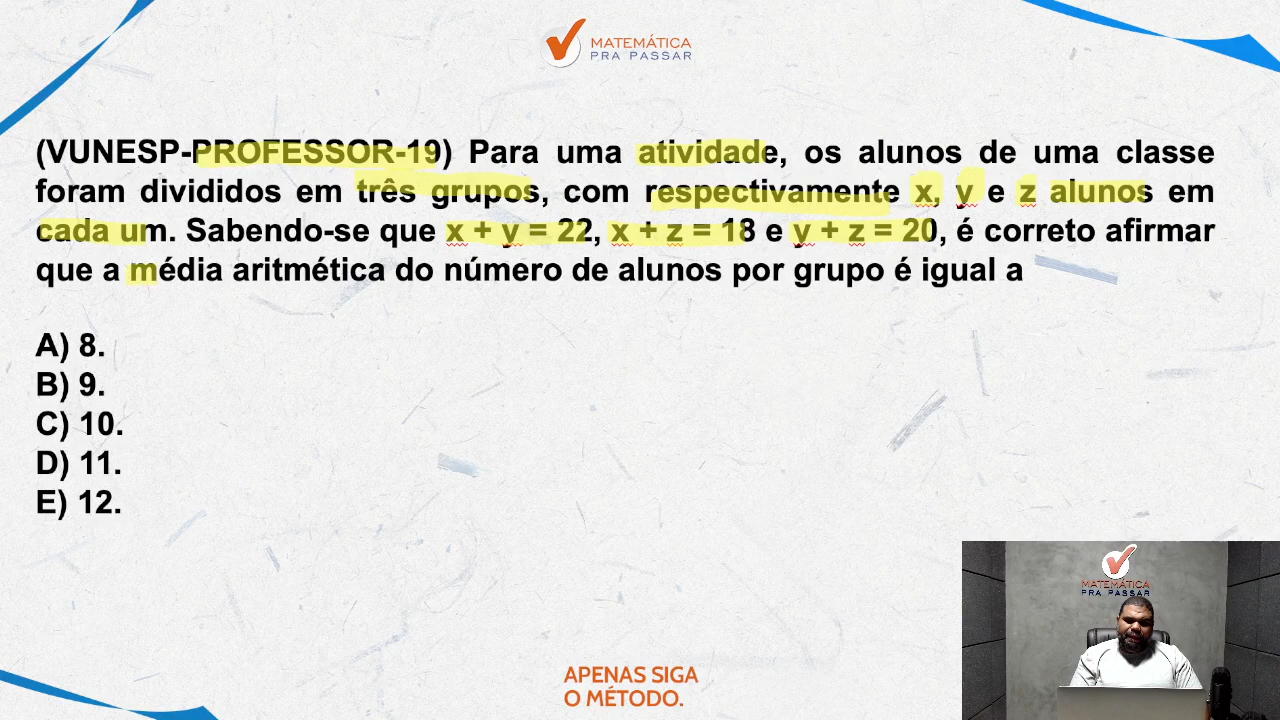 MATEMÁTICA
PRA PASSAR
(VUNESP-PROFESSOR-19) Para uma atividade, os alunos de uma classe
foram divididos em três grupos, com respectivamente x, y e z alunos em
cada um. Sabendo-se que x + y = 22, x + z = 18 e y + z = 20, é correto afirmar
que a média aritmética do número de alunos por grupo é igual a
A) 8.
B) 9.
C) 10.
D) 11.
E) 12.
MATEMÁTICA
PRA PASSAR
APENAS SIGA
O MÉTODO.